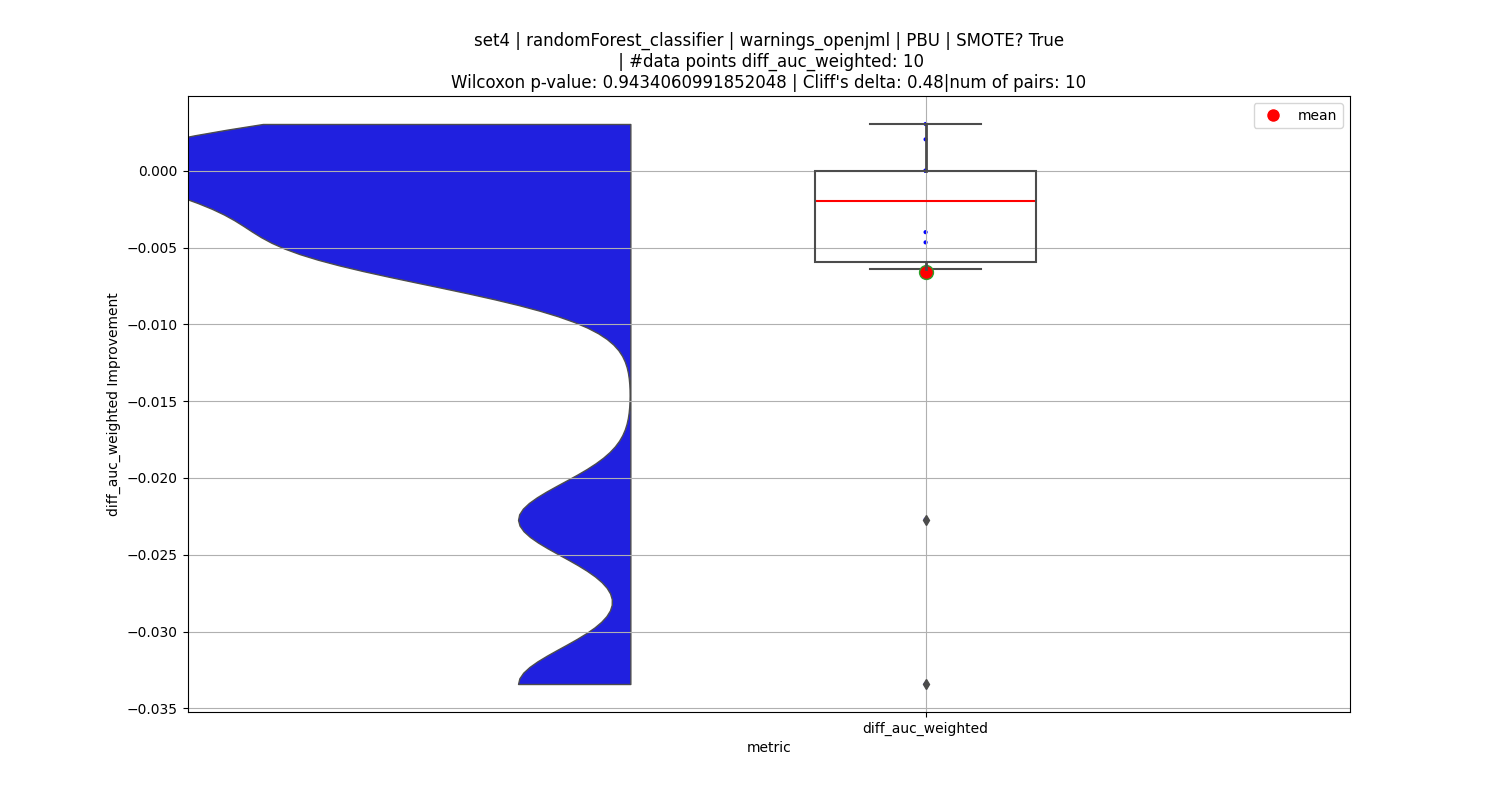 set4 | randomForest_classifier | warnings_openjml | PBU | SMOTE? True
| #data points diff_auc_weighted: 10
Wilcoxon p-value: 0.9434060991852048 | Cliff's delta: 0.48|num of pairs: 10
mean
0.000
−0.005
−0.010
−0.015
−0.020
−0.025
−0.030
−0.035
diff_auc_weighted Improvement
diff_auc_weighted
metric